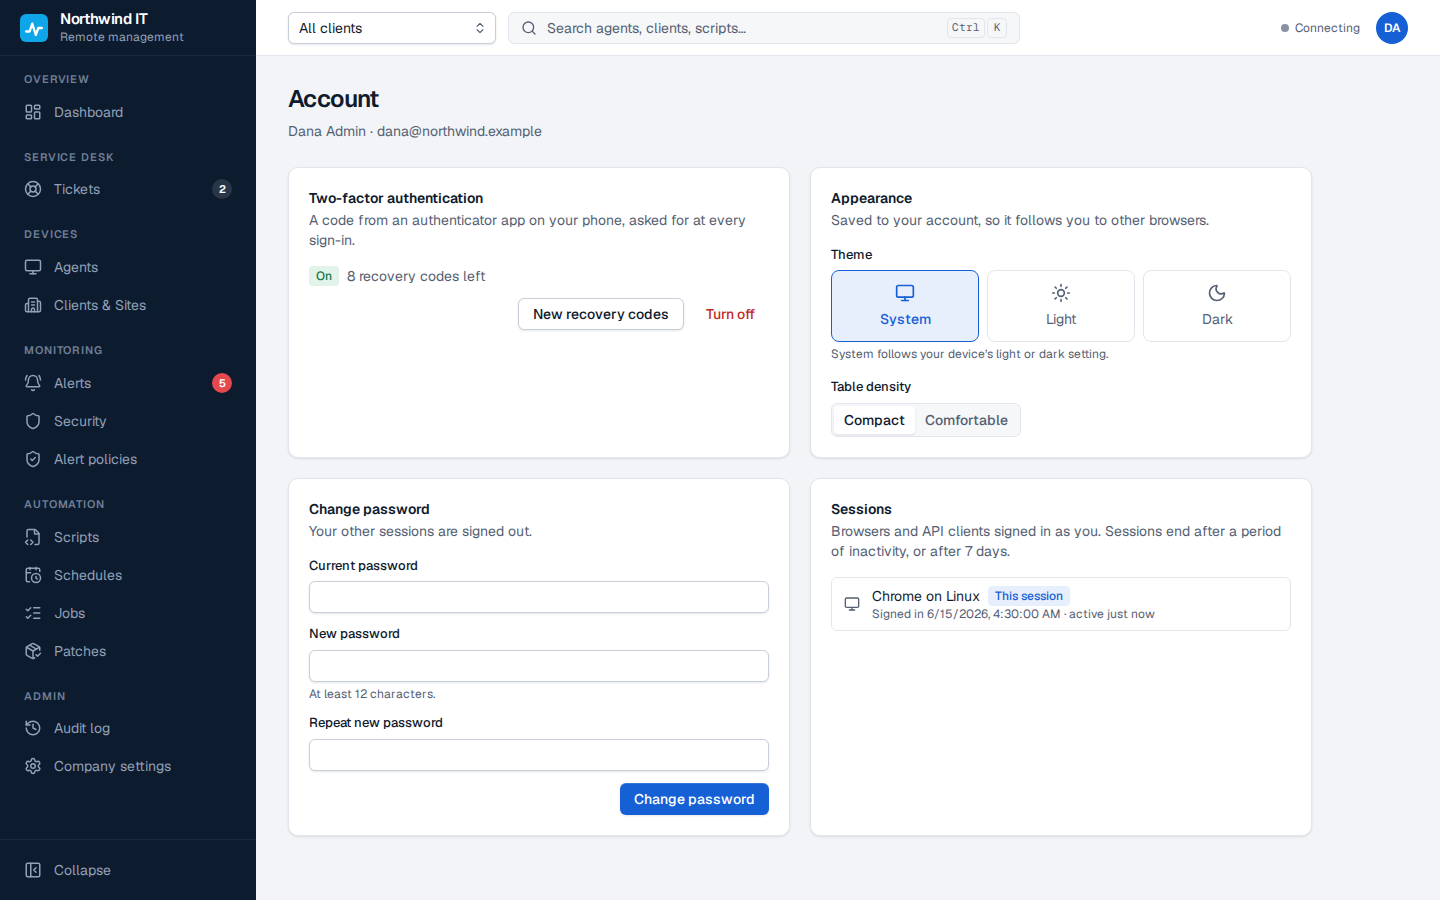 Northwind IT
Remote management
All clients
Search agents, clients, scripts...
Ctrl K
Connecting
DA
OVERVIEW
Dashboard
SERVICE DESK
Tickets 2
DEVICES
Agents
Clients & Sites
MONITORING
Alerts 5
Security
Alert policies
AUTOMATION
Scripts
Schedules
Jobs
Patches
ADMIN
Audit log
Company settings
Collapse
Account
Dana Admin · dana@northwind.example
Two-factor authentication
A code from an authenticator app on your phone, asked for at every
sign-in.
On 8 recovery codes left
New recovery codes Turn off
Appearance
Saved to your account, so it follows you to other browsers.
Theme
System Light Dark
System follows your device's light or dark setting.
Table density
Compact Comfortable
Change password
Your other sessions are signed out.
Current password
New password
At least 12 characters.
Repeat new password
Change password
Sessions
Browsers and API clients signed in as you. Sessions end after a period
of inactivity, or after 7 days.
Chrome on Linux This session
Signed in 6/15/2026, 4:30:00 AM · active just now